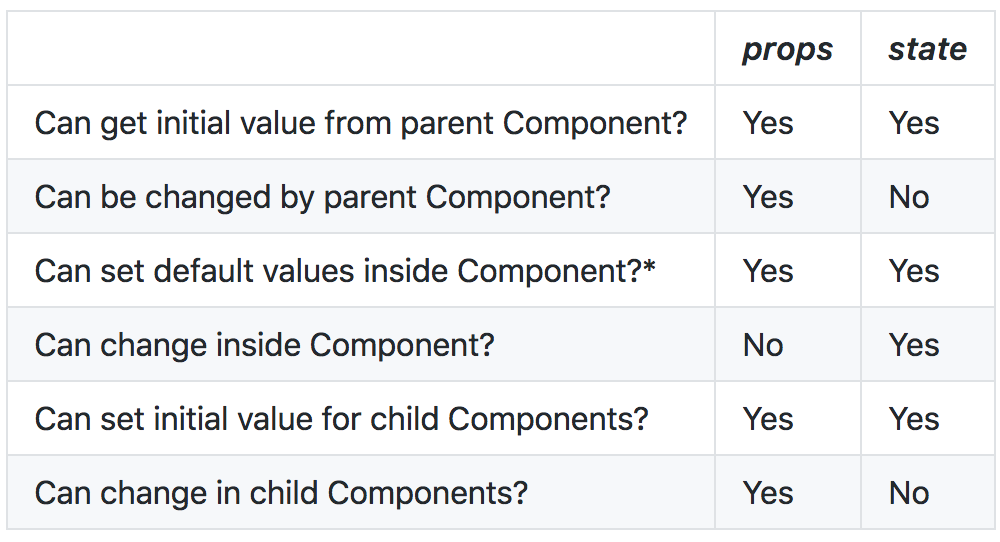 props state
Can get initial value from parent Component? Yes Yes
Can be changed by parent Component? Yes No
Can set default values inside Component?* Yes Yes
Can change inside Component? No Yes
Can set initial value for child Components? Yes Yes
Can change in child Components? Yes No